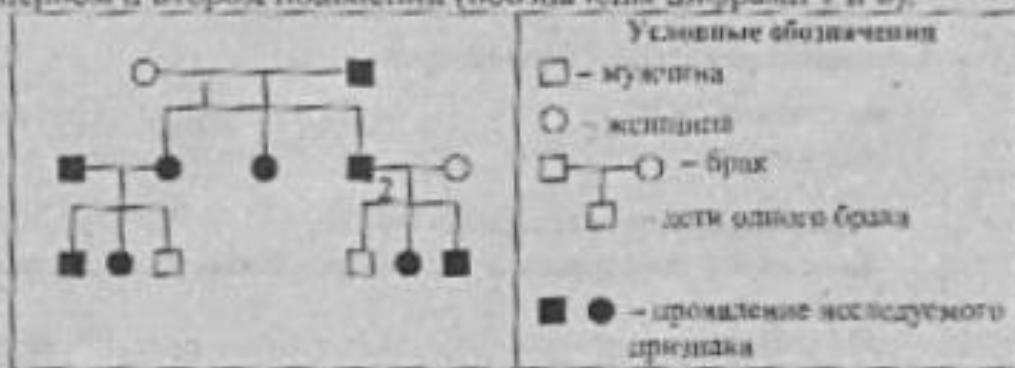 Условные обозначения
– мужчина
– женщина
– брак
– дети одного брака
– проявление исследуемого
признака
1
2